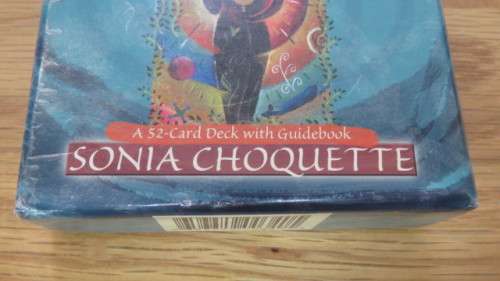 A 52-Card Deck with Guidebook
SONIA CHOQUETTE